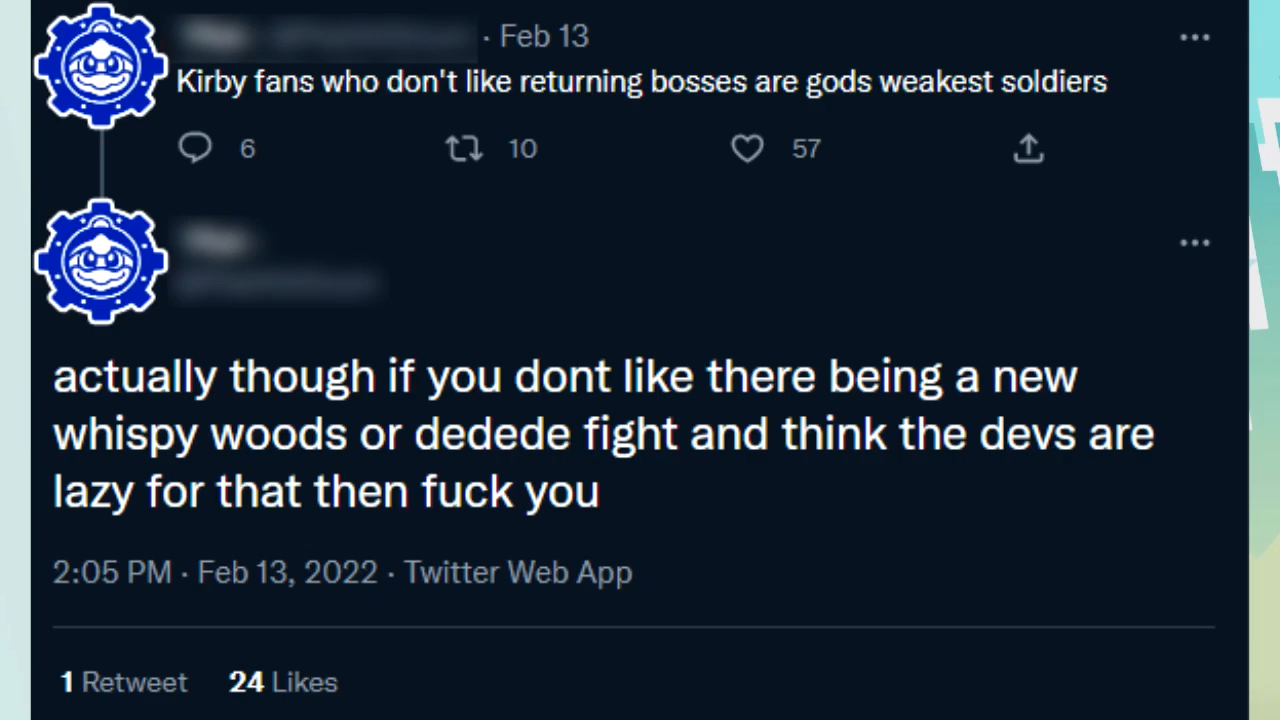 · Feb 13
Kirby fans who don't like returning bosses are gods weakest soldiers
6 10 57
actually though if you dont like there being a new
whispy woods or dedede fight and think the devs are
lazy for that then fuck you
2:05 PM · Feb 13, 2022 · Twitter Web App
1 Retweet 24 Likes